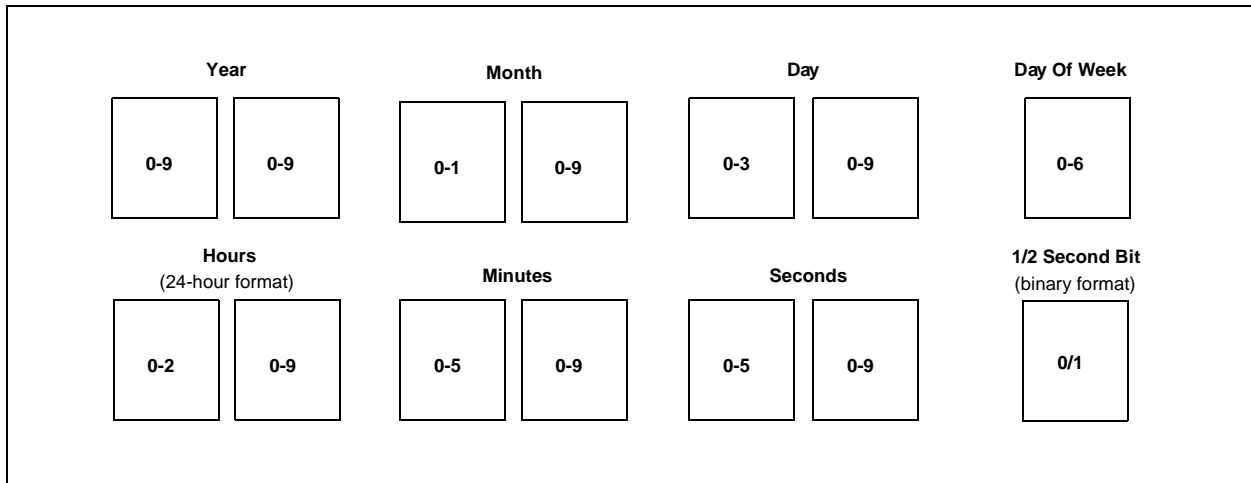 Year
Month
Day
Day Of Week
0-9 0-9
0-1 0-9
0-3 0-9
0-6
Hours
(24-hour format)
Minutes
Seconds
1/2 Second Bit
(binary format)
0-2 0-9
0-5 0-9
0-5 0-9
0/1